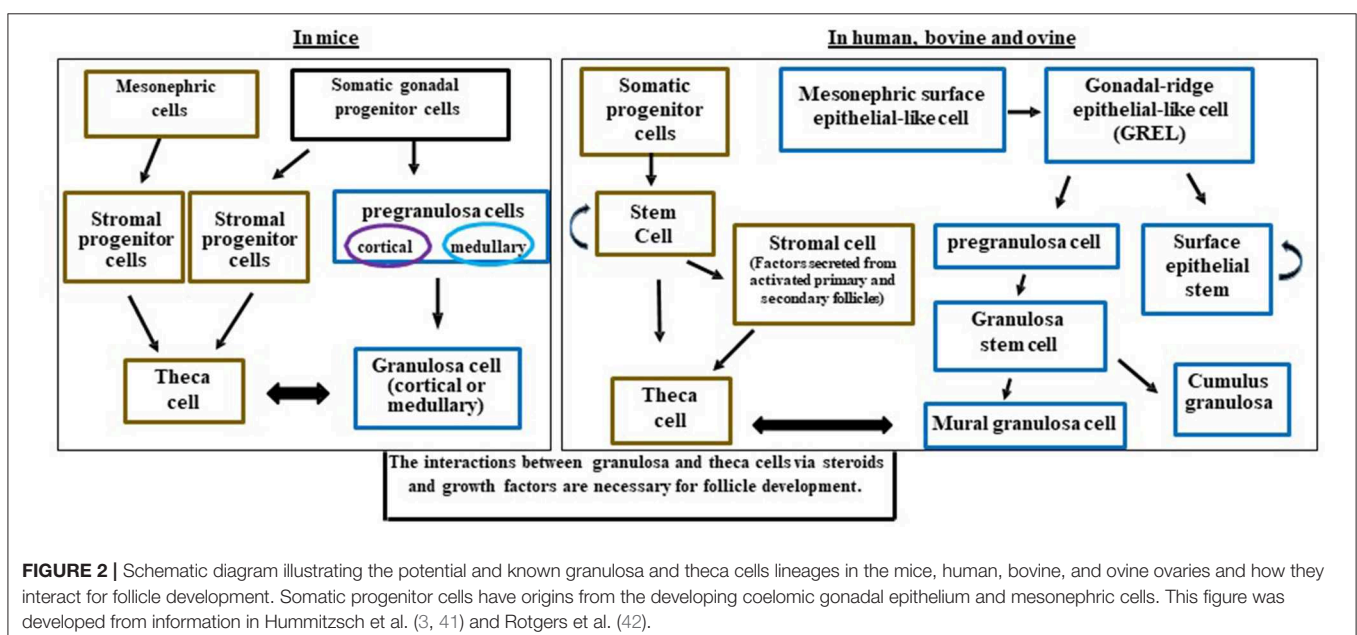 In mice
Mesonephric
cells
Somatic gonadal
progenitor cells
Stromal
progenitor
cells
Stromal
progenitor
cells
pregranulosa cells
cortical
medullary
Theca
cell
Granulosa cell
(cortical or
medullary)
In human, bovine and ovine
Somatic
progenitor
cells
Mesonephric surface
epithelial-like cell
Gonadal-ridge
epithelial-like cell
(GREL)
Stem
Cell
Stromal cell
(Factors secreted from
activated primary and
secondary follicles)
pregranulosa cell
Surface
epithelial
stem
Granulosa
stem cell
Theca
cell
Mural granulosa cell
Cumulus
granulosa
The interactions between granulosa and theca cells via steroids
and growth factors are necessary for follicle development.
FIGURE 2 | Schematic diagram illustrating the potential and known granulosa and theca cells lineages in the mice, human, bovine, and ovine ovaries and how they
interact for follicle development. Somatic progenitor cells have origins from the developing coelomic gonadal epithelium and mesonephric cells. This figure was
developed from information in Hummitzsch et al. (3, 41) and Rotgers et al. (42).